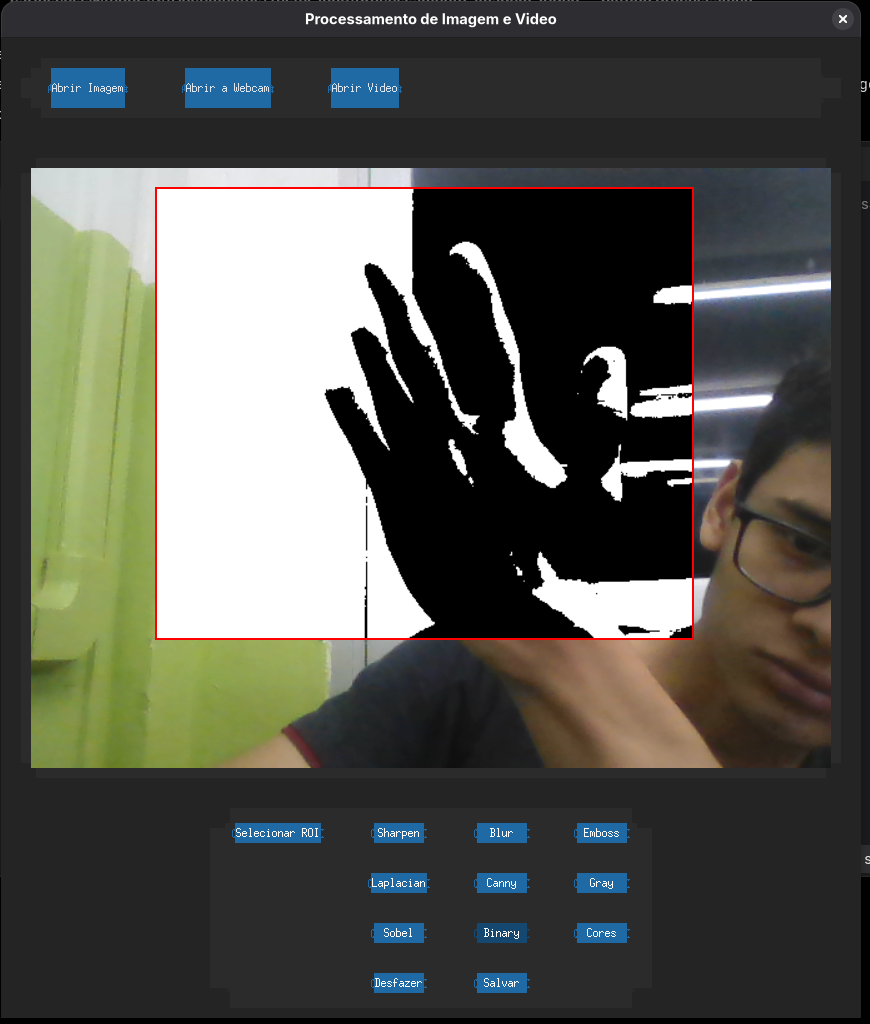 Processamento de Imagem e Video
Abrir Imagem Abrir a Webcam Abrir Video
Selecionar ROI Sharpen Blur Emboss
Laplacian Canny Gray
Sobel Binary Cores
Desfazer Salvar